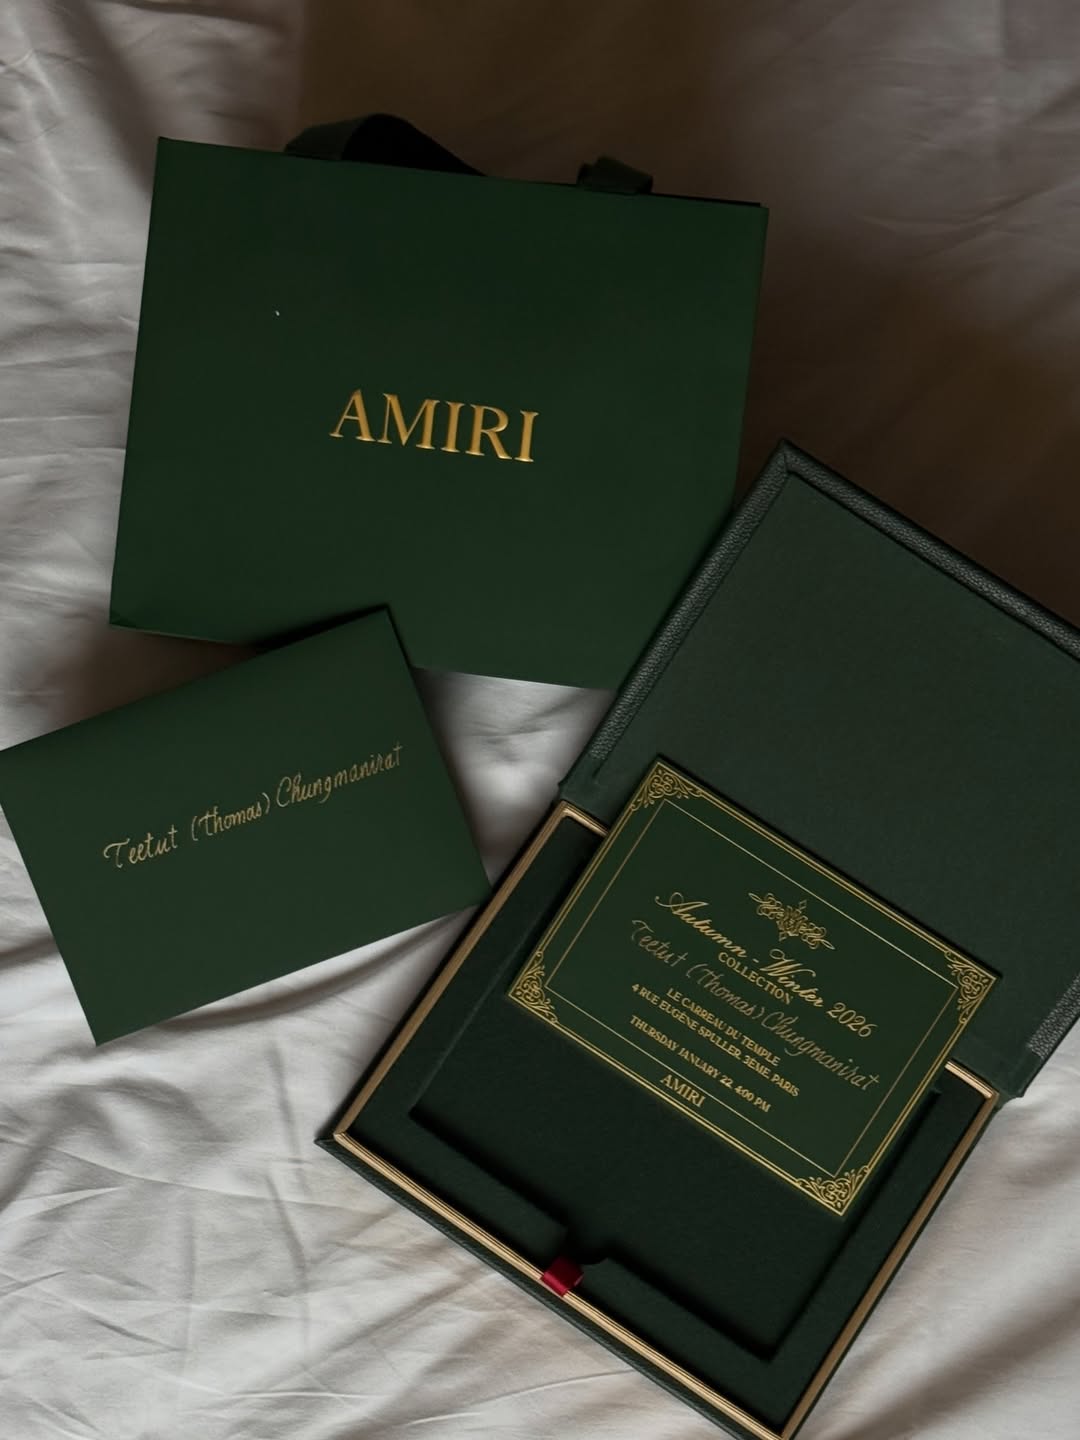 AMIRI
Teetut (Thomas) Chungmanirat
Autumn-Winter 2026
COLLECTION
Teetut (Thomas) Chungmanirat
LE CARREAU DU TEMPLE
4 RUE EUGÈNE SPULLER, 3ÈME, PARIS
THURSDAY JANUARY 22, 4:00 PM
AMIRI